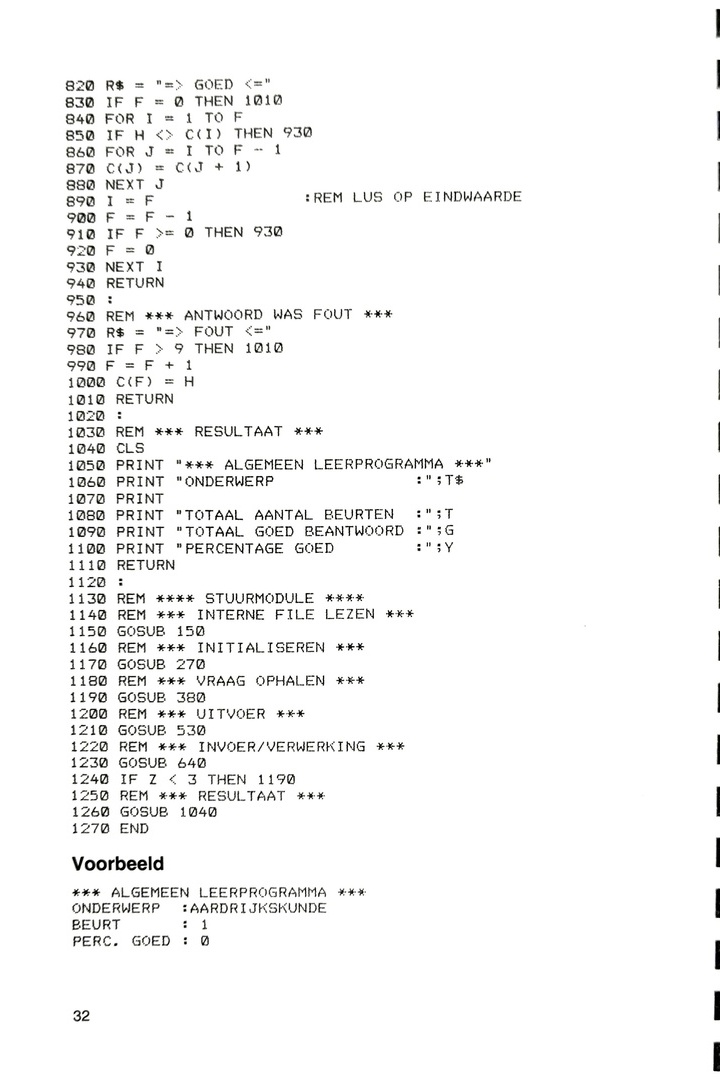 820 R$ = "=> GOED <="
830 IF F = 0 THEN 1010
840 FOR I = 1 TO F
850 IF H <> C(I) THEN 930
860 FOR J = I TO F - 1
870 C(J) = C(J + 1)
880 NEXT J
890 I = F                 :REM LUS OP EINDWAARDE
900 F = F - 1
910 IF F >= 0 THEN 930
920 F = 0
930 NEXT I
940 RETURN
950 :
960 REM *** ANTWOORD WAS FOUT ***
970 R$ = "=> FOUT <="
980 IF F > 9 THEN 1010
990 F = F + 1
1000 C(F) = H
1010 RETURN
1020 :
1030 REM *** RESULTAAT ***
1040 CLS
1050 PRINT "*** ALGEMEEN LEERPROGRAMMA ***"
1060 PRINT "ONDERWERP              :";T$
1070 PRINT
1080 PRINT "TOTAAL AANTAL BEURTEN  :";T
1090 PRINT "TOTAAL GOED BEANTWOORD :";G
1100 PRINT "PERCENTAGE GOED        :";Y
1110 RETURN
1120 :
1130 REM **** STUURMODULE ****
1140 REM *** INTERNE FILE LEZEN ***
1150 GOSUB 150
1160 REM *** INITIALISEREN ***
1170 GOSUB 270
1180 REM *** VRAAG OPHALEN ***
1190 GOSUB 380
1200 REM *** UITVOER ***
1210 GOSUB 530
1220 REM *** INVOER/VERWERKING ***
1230 GOSUB 640
1240 IF Z < 3 THEN 1190
1250 REM *** RESULTAAT ***
1260 GOSUB 1040
1270 END
Voorbeeld
*** ALGEMEEN LEERPROGRAMMA ***
ONDERWERP  :AARDRIJKSKUNDE
BEURT      : 1
PERC. GOED : 0
32